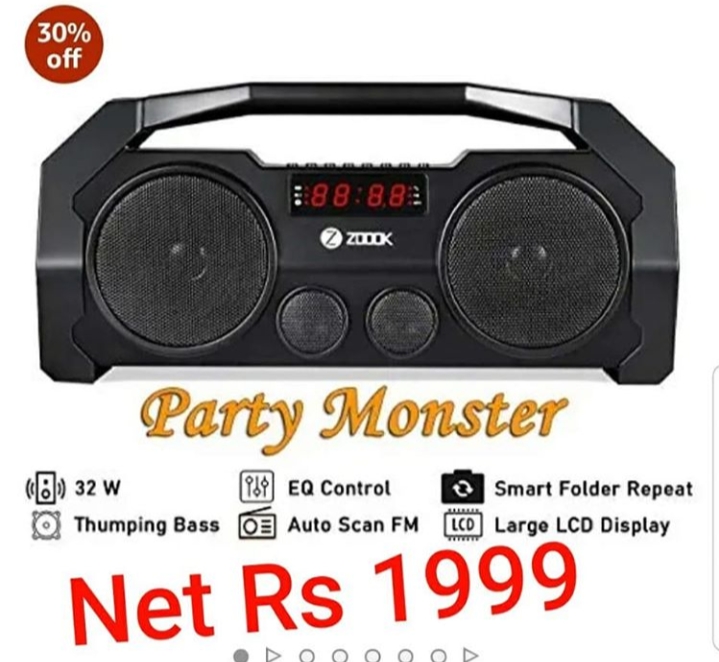 30%
off
88:88
Z ZOOOK
Party Monster
32 W
EQ Control
Smart Folder Repeat
Thumping Bass
Auto Scan FM
LCD
Large LCD Display
Net Rs 1999